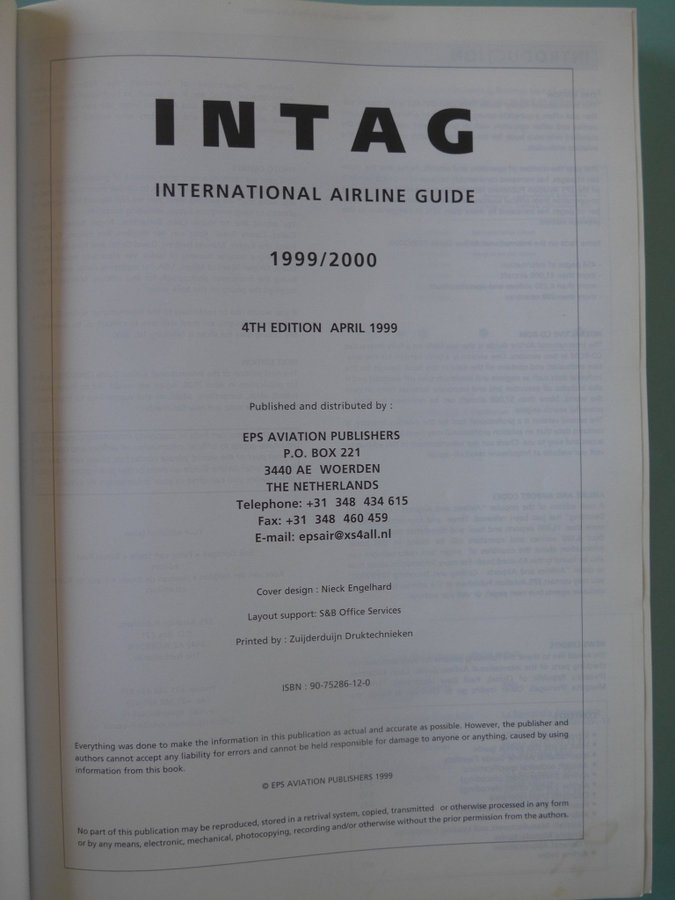 INTAG
INTERNATIONAL AIRLINE GUIDE
1999/2000
4TH EDITION APRIL 1999
Published and distributed by :
EPS AVIATION PUBLISHERS
P.O. BOX 221
3440 AE WOERDEN
THE NETHERLANDS
Telephone: +31 348 434 615
Fax: +31 348 460 459
E-mail: epsair@xs4all.nl
Cover design : Nieck Engelhard
Layout support: S&B Office Services
Printed by : Zuijderduijn Druktechnieken
ISBN : 90-75286-12-0
Everything was done to make the information in this publication as actual and accurate as possible. However, the publisher and
authors cannot accept any liability for errors and cannot be held responsible for damage to anyone or anything, caused by using
information from this book.
© EPS AVIATION PUBLISHERS 1999
No part of this publication may be reproduced, stored in a retrival system, copied, transmitted or otherwise processed in any form
or by any means, electronic, mechanical, photocopying, recording and/or otherwise without the prior permission from the authors.